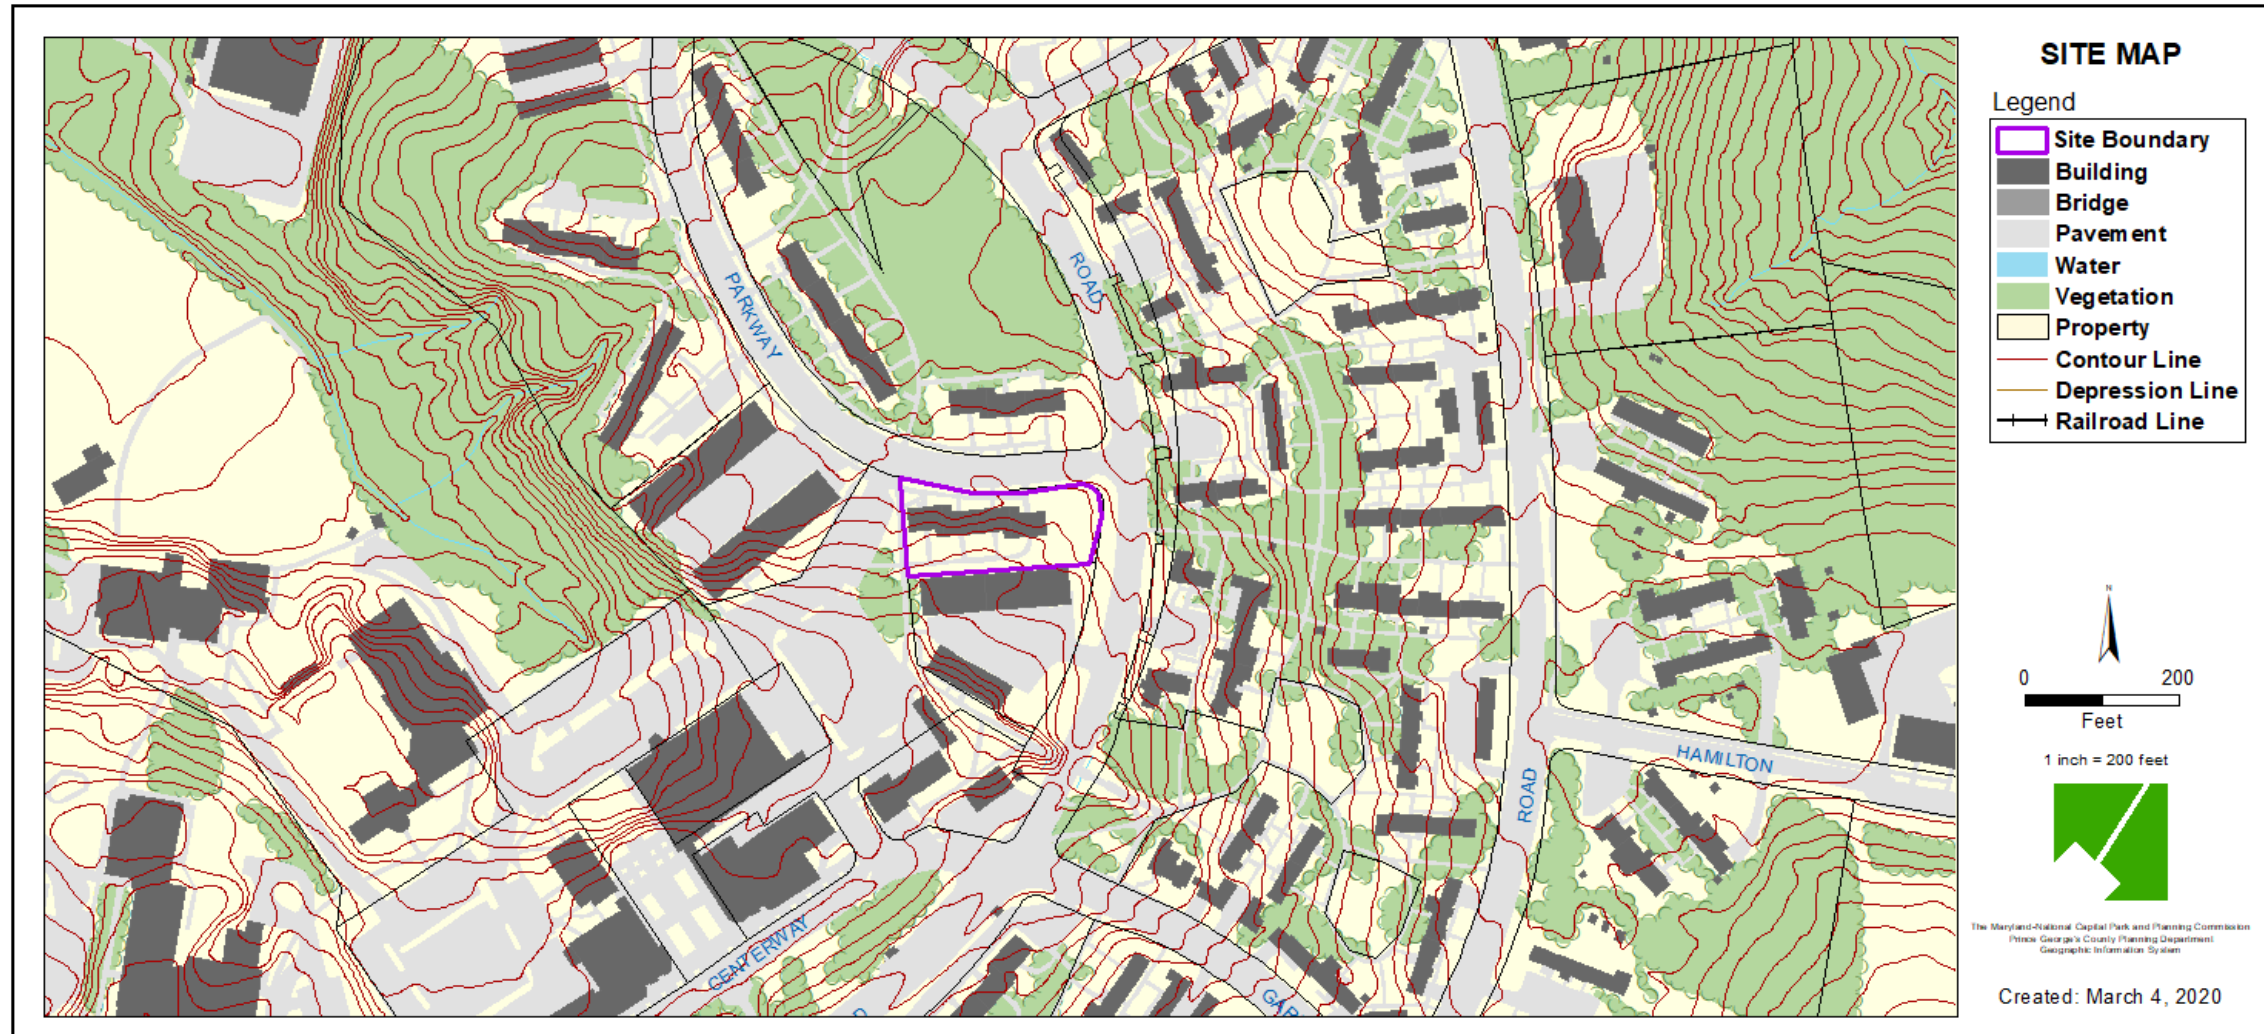 SITE MAP
Legend
Site Boundary
Building
Bridge
Pavement
Water
Vegetation
Property
Contour Line
Depression Line
Railroad Line
PARKWAY
ROAD
ROAD
HAMILTON
CENTERWAY
D
GAR
N
0 200
Feet
1 inch = 200 feet
The Maryland-National Capital Park and Planning Commission
Prince George's County Planning Department
Geographic Information System
Created: March 4, 2020